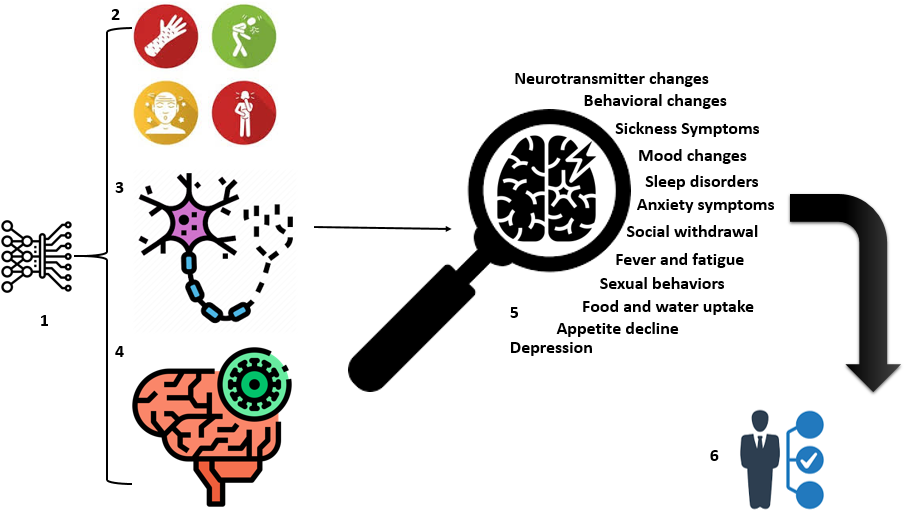 2
3
1
4
Neurotransmitter changes
Behavioral changes
Sickness Symptoms
Mood changes
Sleep disorders
Anxiety symptoms
Social withdrawal
Fever and fatigue
Sexual behaviors
Food and water uptake
Appetite decline
Depression
5
6